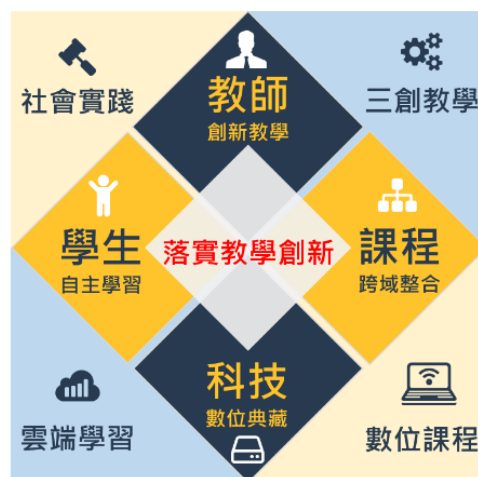 社會實踐
教師
創新教學
三創教學
學生
自主學習
落實教學創新
課程
跨域整合
科技
數位典藏
雲端學習
數位課程